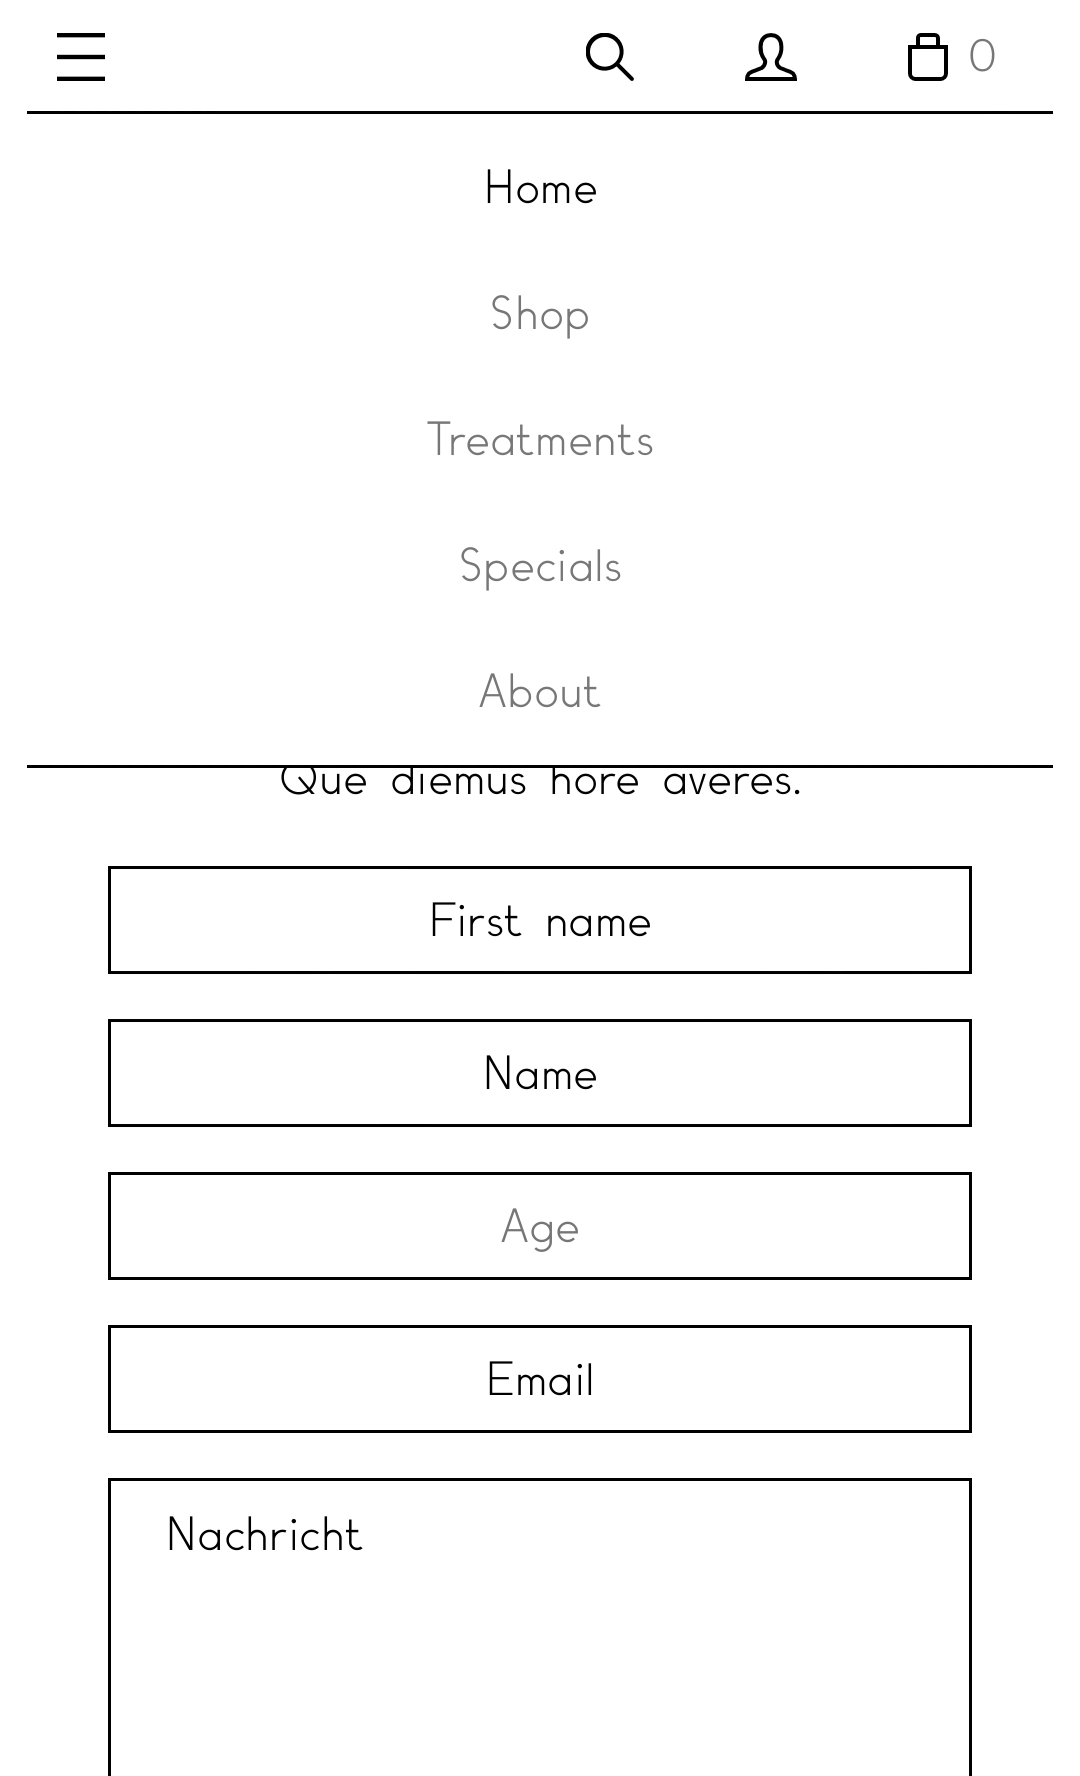 0
Home
Shop
Treatments
Specials
About
Que diemus hore averes.
First name
Name
Age
Email
Nachricht